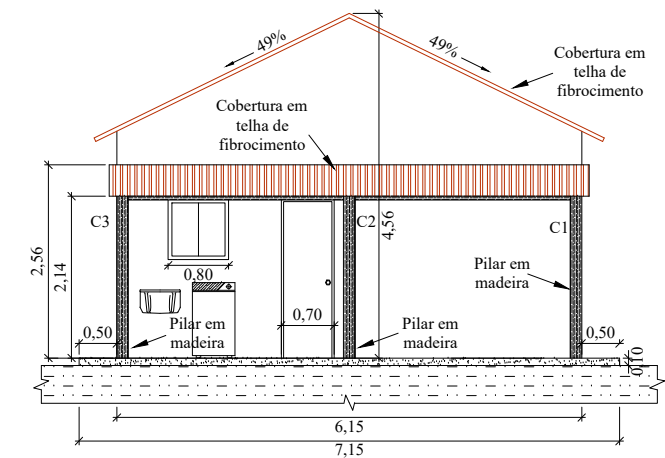 49%
49%
Cobertura em
telha de
fibrocimento
Cobertura em
telha de
fibrocimento
C3
C2
C1
4,56
2,56
2,14
0,80
Pilar em
madeira
0,50
Pilar em
madeira
0,70
Pilar em
madeira
0,50
0,10
6,15
7,15